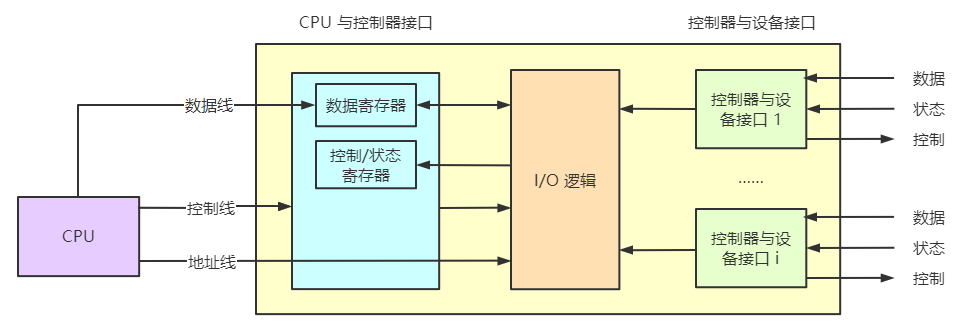 CPU 与控制器接口
控制器与设备接口
数据线
数据寄存器
控制/状态
寄存器
I/O 逻辑
控制器与设
备接口 1
数据
状态
控制
……
CPU
控制线
地址线
控制器与设
备接口 i
数据
状态
控制